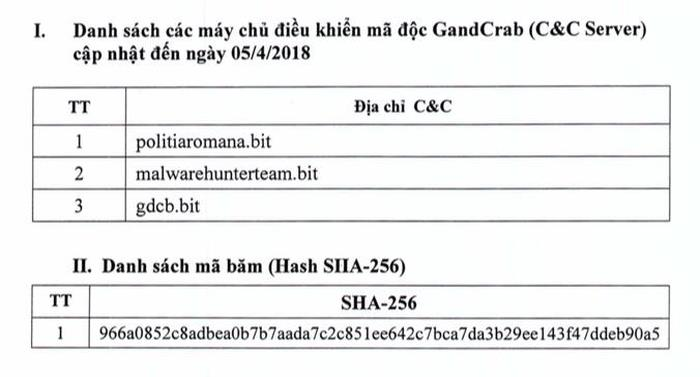 I. Danh sách các máy chủ điều khiển mã độc GandCrab (C&C Server)
cập nhật đến ngày 05/4/2018
TT Địa chỉ C&C
1 politiaromana.bit
2 malwarehunterteam.bit
3 gdcb.bit
II. Danh sách mã băm (Hash SHA-256)
TT SHA-256
1 966a0852c8adbea0b7b7aada7c2c851ee642c7bca7da3b29ee143f47ddeb90a5